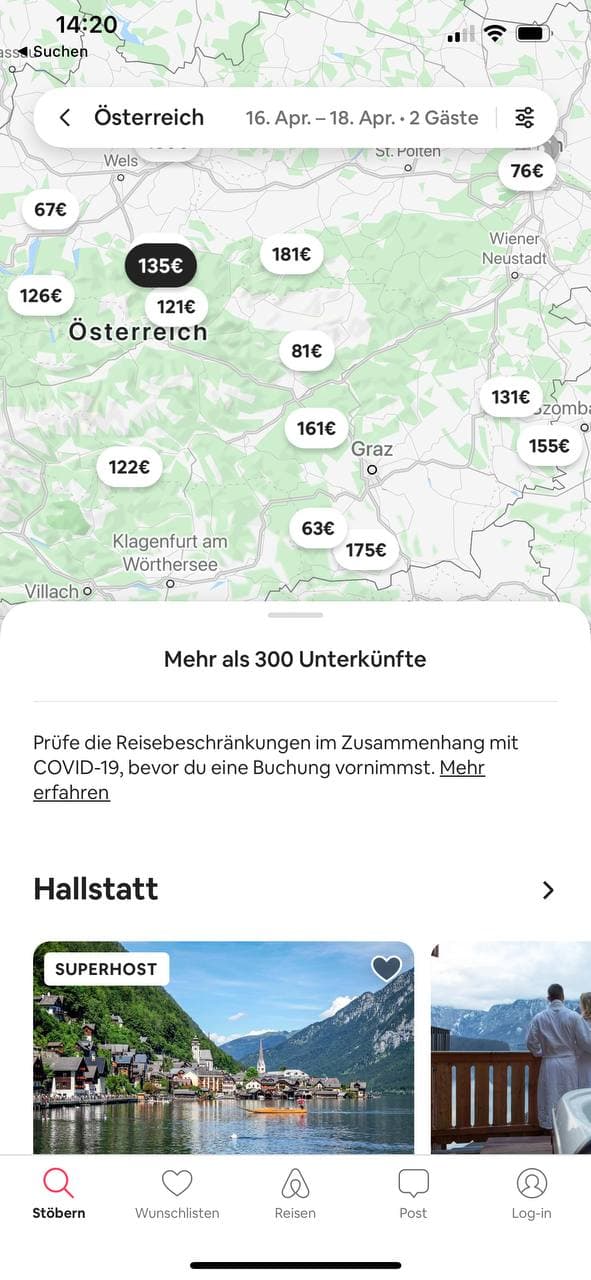 14:20
Suchen
Österreich 16. Apr. – 18. Apr. • 2 Gäste
Wels
St. Pölten
76€
67€
Wiener
Neustadt
181€
135€
126€
121€
Österreich
81€
131€
161€
155€
Graz
122€
63€
175€
Klagenfurt am
Wörthersee
Villach
Mehr als 300 Unterkünfte
Prüfe die Reisebeschränkungen im Zusammenhang mit
COVID-19, bevor du eine Buchung vornimmst. Mehr
erfahren
Hallstatt
SUPERHOST
Stöbern Wunschlisten Reisen Post Log-in